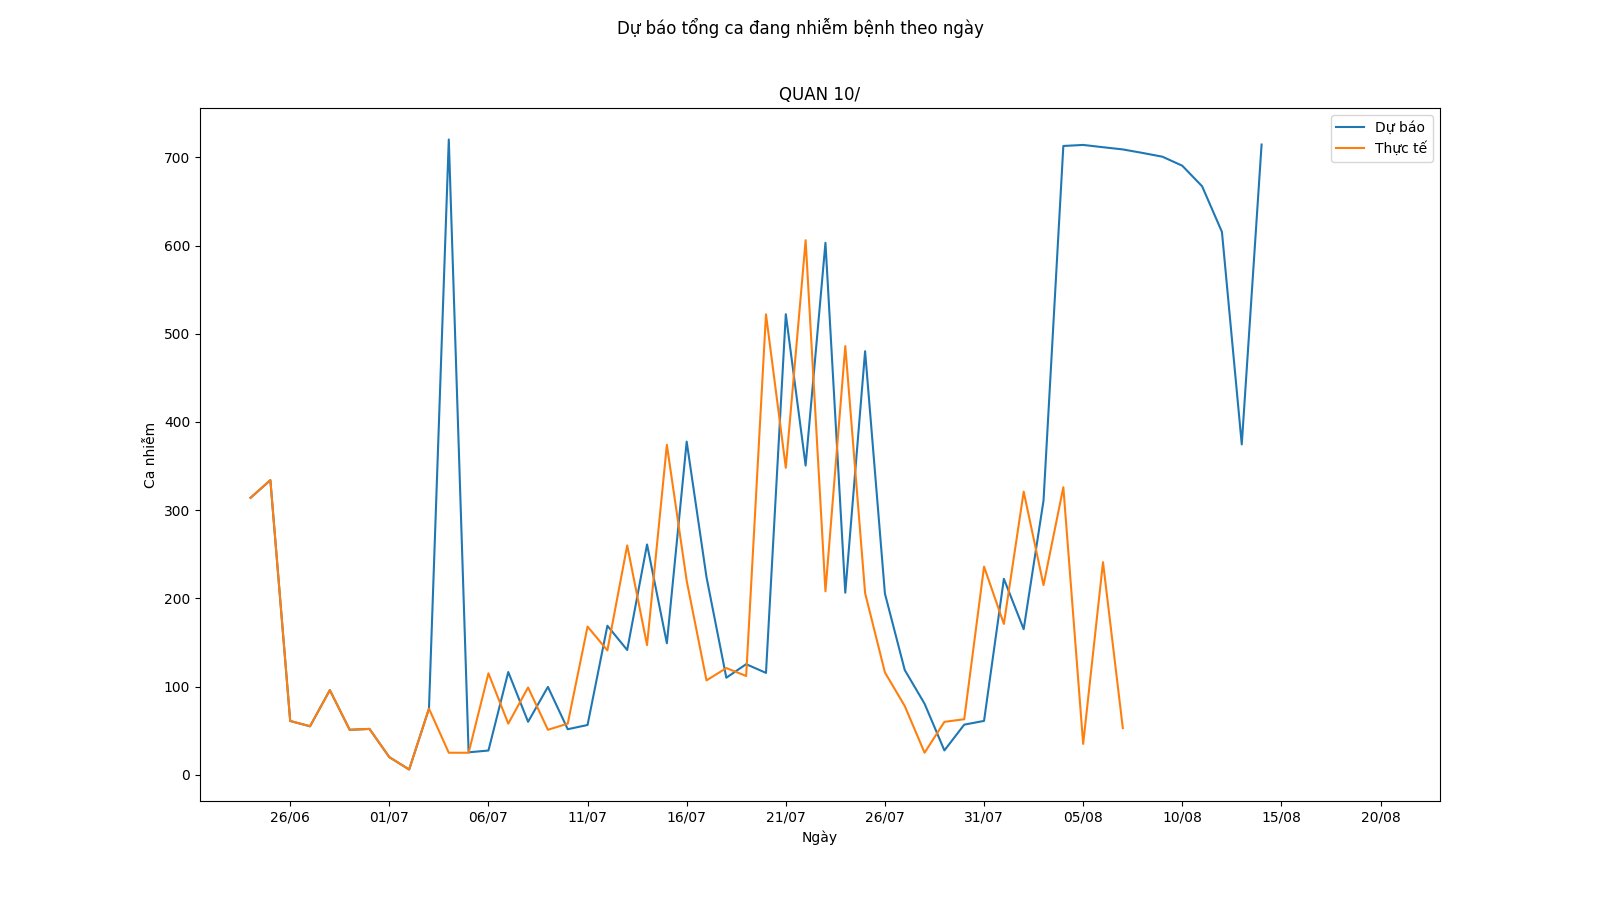 Dự báo tổng ca đang nhiễm bệnh theo ngày
QUAN 10/
Dự báo
Thực tế
700
600
500
400
300
200
100
0
Ca nhiễm
26/06 01/07 06/07 11/07 16/07 21/07 26/07 31/07 05/08 10/08 15/08 20/08
Ngày